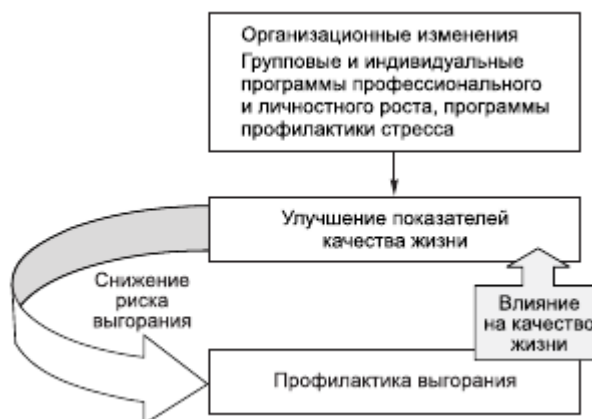 Организационные изменения
Групповые и индивидуальные
программы профессионального
и личностного роста, программы
профилактики стресса
Улучшение показателей
качества жизни
Снижение
риска
выгорания
Влияние
на качество
жизни
Профилактика выгорания